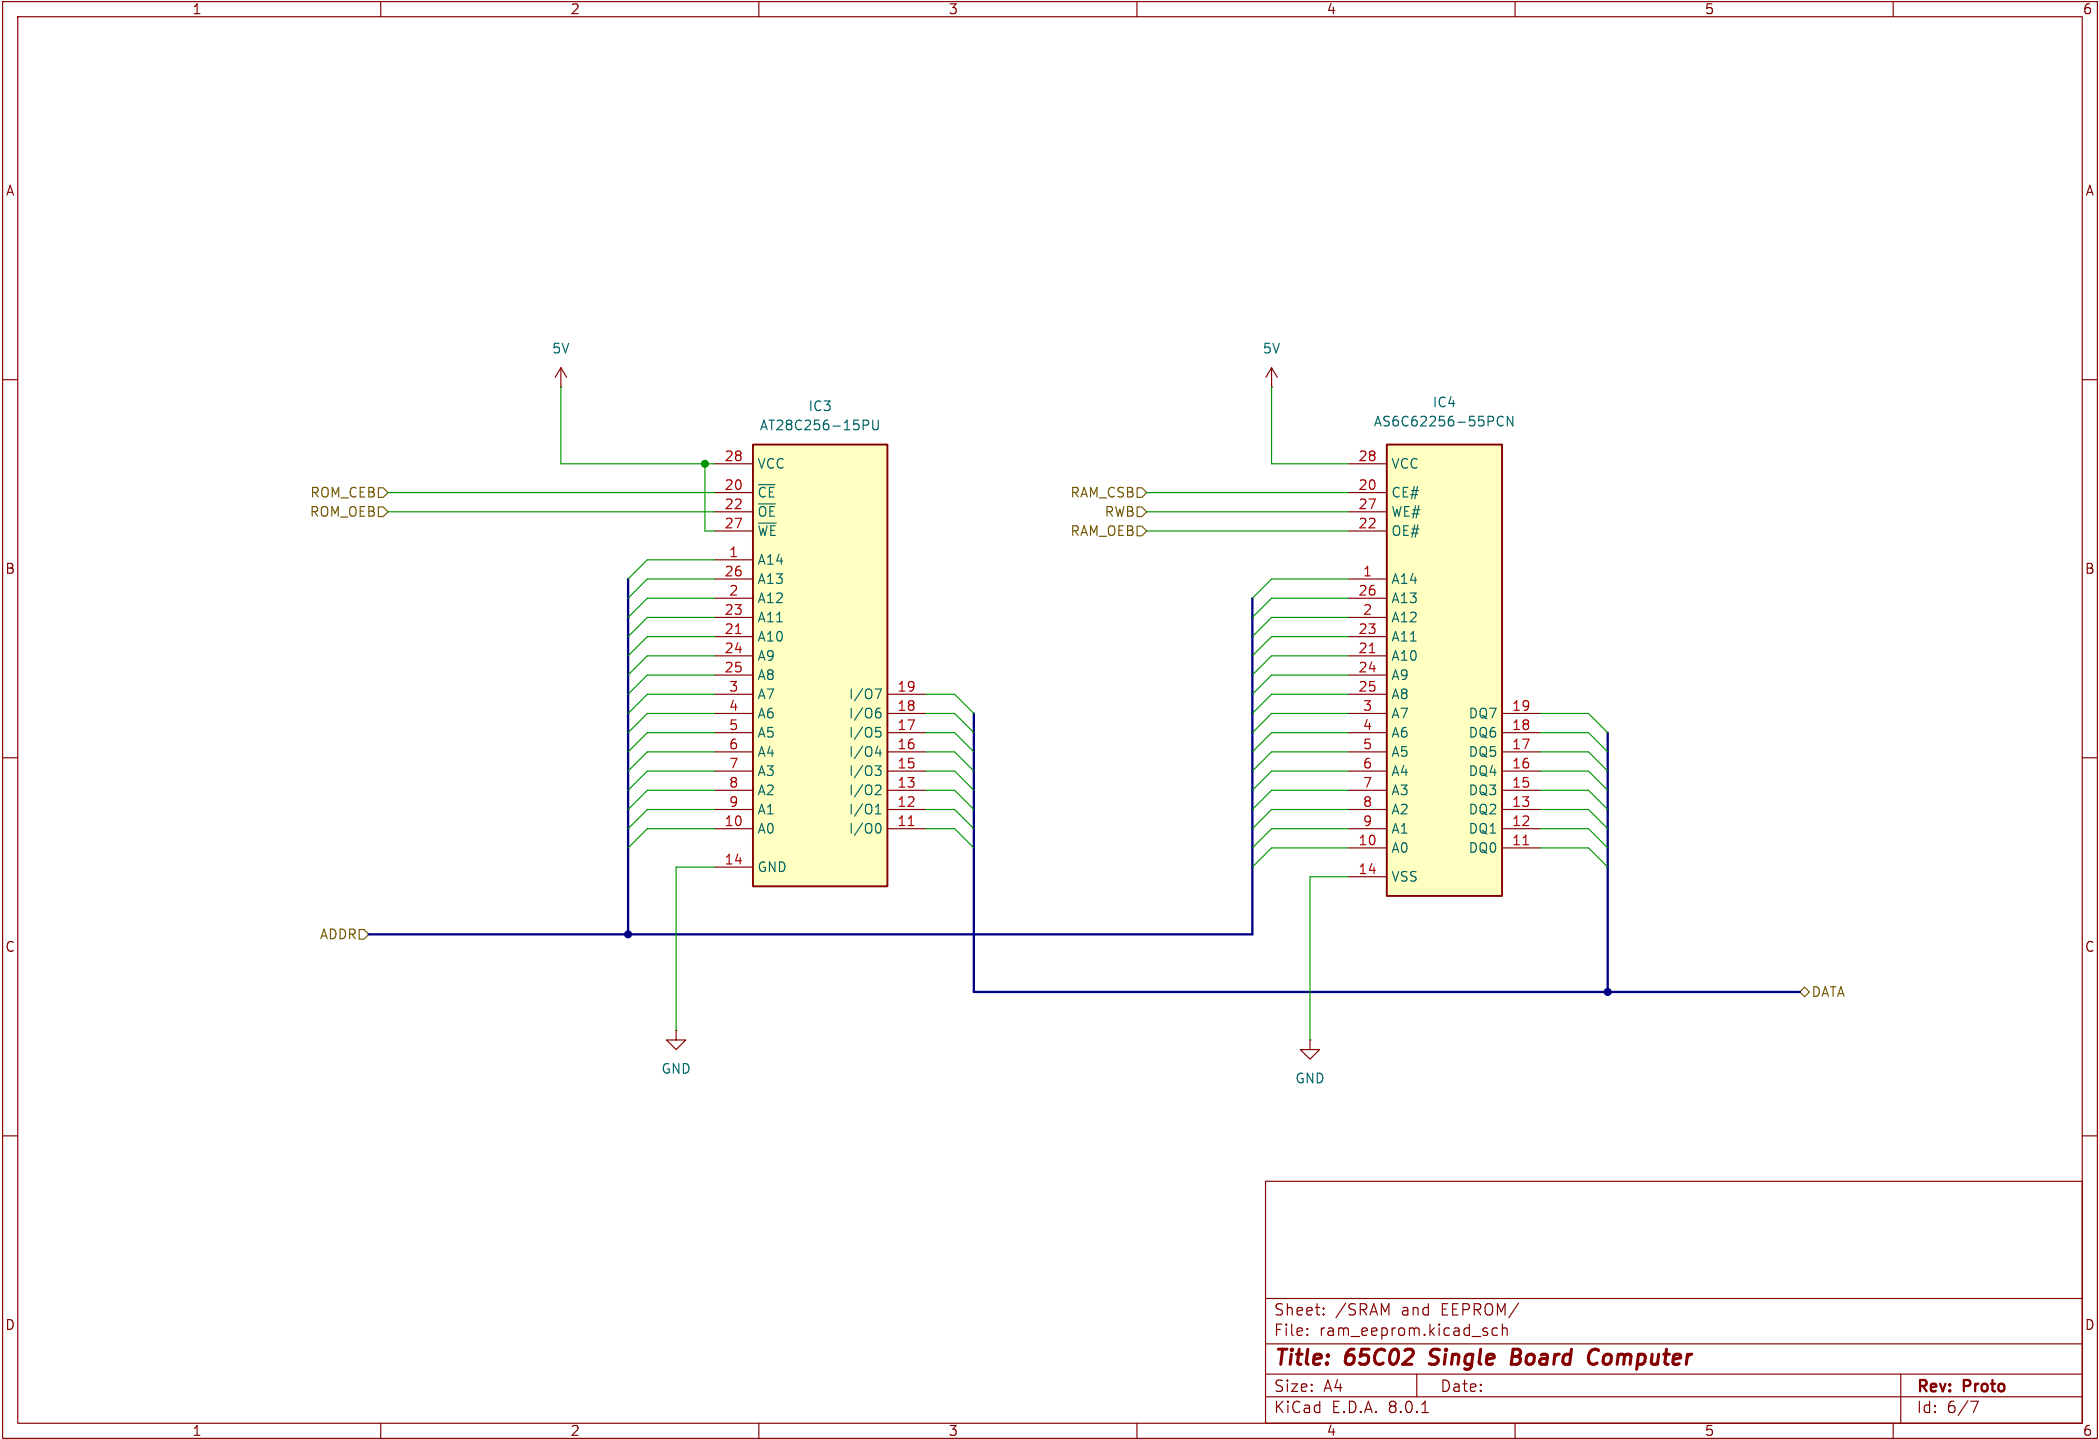 1 2 3 4 5 6
A A
B B
C C
D D
5V
IC3
AT28C256-15PU
28 VCC
20 CE
22 OE
27 WE
1 A14
26 A13
2 A12
23 A11
21 A10
24 A9
25 A8
3 A7
4 A6
5 A5
6 A4
7 A3
8 A2
9 A1
10 A0
14 GND
I/O7 19
I/O6 18
I/O5 17
I/O4 16
I/O3 15
I/O2 13
I/O1 12
I/O0 11
ROM_CEB
ROM_OEB
ADDR
GND
5V
IC4
AS6C62256-55PCN
28 VCC
20 CE#
27 WE#
22 OE#
1 A14
26 A13
2 A12
23 A11
21 A10
24 A9
25 A8
3 A7
4 A6
5 A5
6 A4
7 A3
8 A2
9 A1
10 A0
14 VSS
DQ7 19
DQ6 18
DQ5 17
DQ4 16
DQ3 15
DQ2 13
DQ1 12
DQ0 11
RAM_CSB
RWB
RAM_OEB
DATA
GND
Sheet: /SRAM and EEPROM/
File: ram_eeprom.kicad_sch
Title: 65C02 Single Board Computer
Size: A4 Date: Rev: Proto
KiCad E.D.A. 8.0.1 Id: 6/7
1 2 3 4 5 6